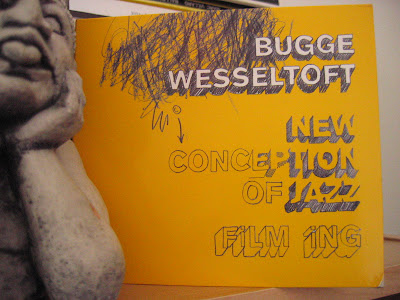 BUGGE
WESSELTOFT
NEW
CONCEPTION
OF JAZZ
FiLM iNG